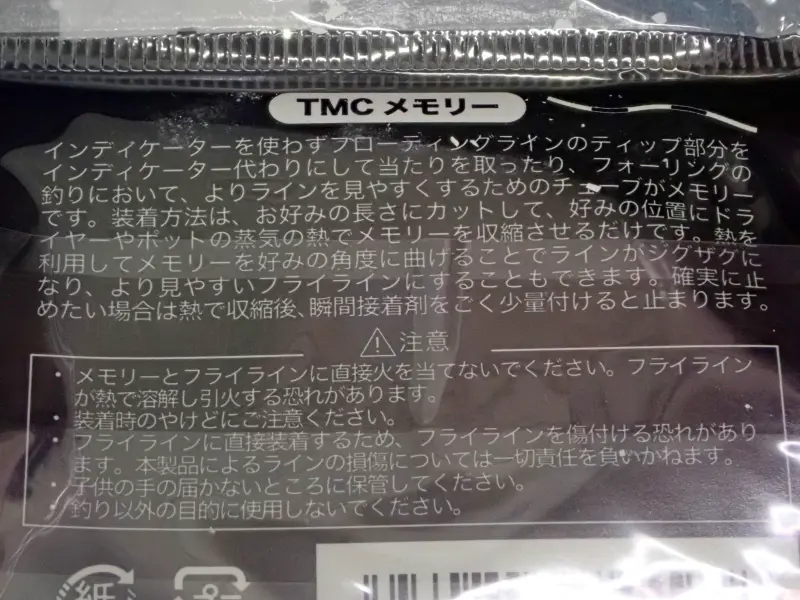 TMC メモリー
インディケーターを使わずフローティングラインのティップ部分を
インディケーター代わりにして当たりを取ったり、フォーリングの
釣りにおいて、よりラインを見やすくするためのチューブがメモリー
です。装着方法は、お好みの長さにカットして、好みの位置にドラ
イヤーやポットの蒸気の熱でメモリーを収縮させるだけです。熱を
利用してメモリーを好みの角度に曲げることでラインがジグザグに
なり、より見やすいフライラインにすることもできます。確実に止
めたい場合は熱で収縮後、瞬間接着剤をごく少量付けると止まります。
注意
・メモリーとフライラインに直接火を当てないでください。フライライン
が熱で溶解し引火する恐れがあります。
・装着時のやけどにご注意ください。
・フライラインに直接装着するため、フライラインを傷付ける恐れがあり
ます。本製品によるラインの損傷については一切責任を負いかねます。
・子供の手の届かないところに保管してください。
・釣り以外の目的に使用しないでください。
紙